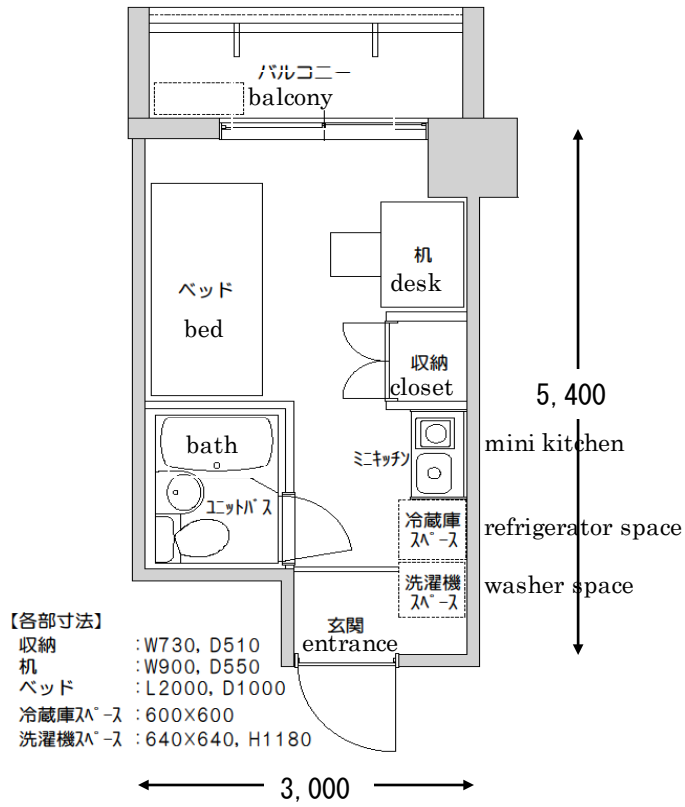 バルコニー
balcony
机
desk
ベッド
bed
収納
closet
5,400
bath
ミニキッチン
mini kitchen
ユニットバス
冷蔵庫
スペース
refrigerator space
洗濯機
スペース
washer space
玄関
entrance
【各部寸法】
収納 :W730, D510
机 :W900, D550
ベッド :L2000, D1000
冷蔵庫スペース :600×600
洗濯機スペース :640×640, H1180
3,000